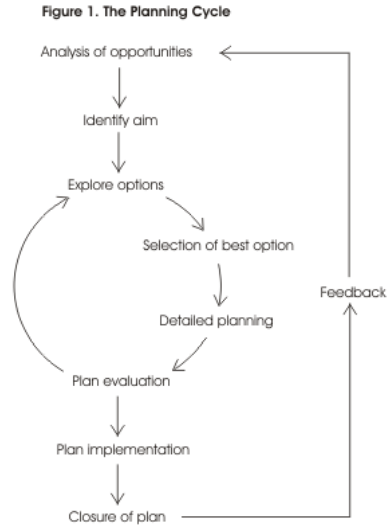 Figure 1. The Planning Cycle
Analysis of opportunities
Identify aim
Explore options
Selection of best option
Feedback
Detailed planning
Plan evaluation
Plan implementation
Closure of plan